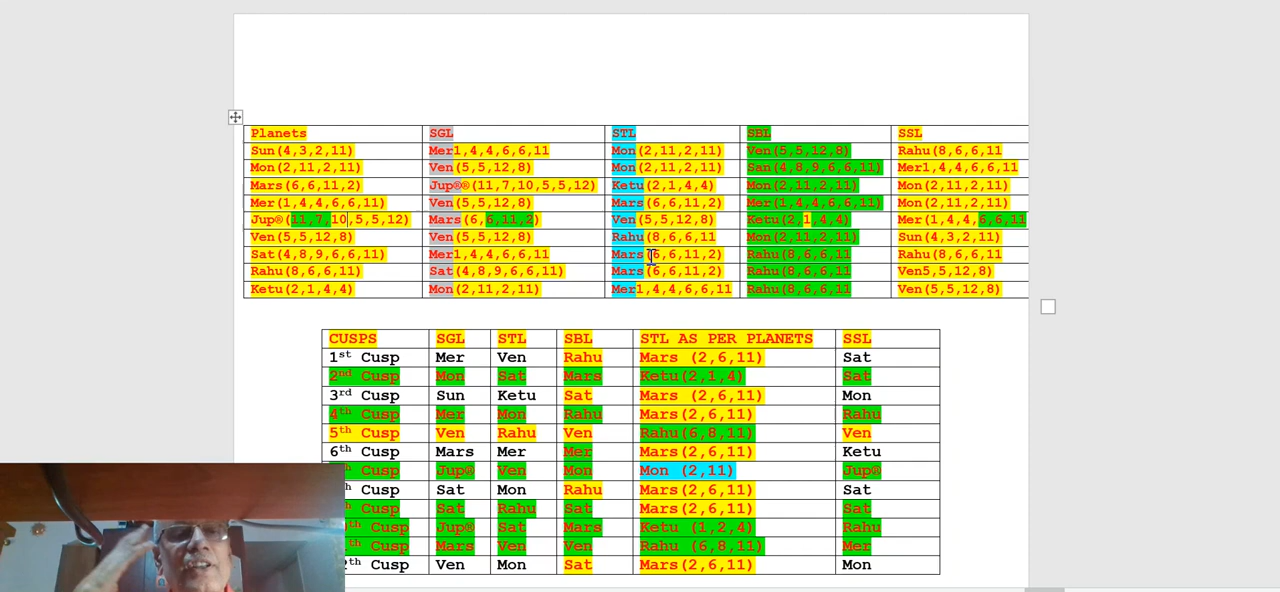 Planets SGL STL SBL SSL
Sun(4,3,2,11) Mer1,4,4,6,6,11 Mon(2,11,2,11) Ven(5,5,12,8) Rahu(8,6,6,11
Mon(2,11,2,11) Ven(5,5,12,8) Mon(2,11,2,11) San(4,8,9,6,6,11) Mer1,4,4,6,6,11
Mars(6,6,11,2) Jup®®(11,7,10,5,5,12) Ketu(2,1,4,4) Mon(2,11,2,11) Mon(2,11,2,11)
Mer(1,4,4,6,6,11) Ven(5,5,12,8) Mars(6,6,11,2) Mer(1,4,4,6,6,11) Mon(2,11,2,11)
Jup®(11,7,10,5,5,12) Mars(6,6,11,2) Ven(5,5,12,8) Ketu(2,1,4,4) Mer(1,4,4,6,6,11
Ven(5,5,12,8) Ven(5,5,12,8) Rahu(8,6,6,11 Mon(2,11,2,11) Sun(4,3,2,11)
Sat(4,8,9,6,6,11) Mer1,4,4,6,6,11 Mars(6,6,11,2) Rahu(8,6,6,11 Rahu(8,6,6,11
Rahu(8,6,6,11) Sat(4,8,9,6,6,11) Mars(6,6,11,2) Rahu(8,6,6,11 Ven5,5,12,8)
Ketu(2,1,4,4) Mon(2,11,2,11) Mer1,4,4,6,6,11 Rahu(8,6,6,11 Ven(5,5,12,8)
CUSPS SGL STL SBL STL AS PER PLANETS SSL
1st Cusp Mer Ven Rahu Mars (2,6,11) Sat
2nd Cusp Mon Sat Mars Ketu(2,1,4) Sat
3rd Cusp Sun Ketu Sat Mars (2,6,11) Mon
4th Cusp Mer Mon Rahu Mars(2,6,11) Rahu
5th Cusp Ven Rahu Ven Rahu(6,8,11) Ven
6th Cusp Mars Mer Mer Mars(2,6,11) Ketu
h Cusp Jup® Ven Mon Mon (2,11) Jup®
Cusp Sat Mon Rahu Mars(2,6,11) Sat
h Cusp Sat Rahu Sat Mars(2,6,11) Sat
0th Cusp Jup® Sat Mars Ketu (1,2,4) Rahu
th Cusp Mars Ven Ven Rahu (6,8,11) Mer
th Cusp Ven Mon Sat Mars(2,6,11) Mon